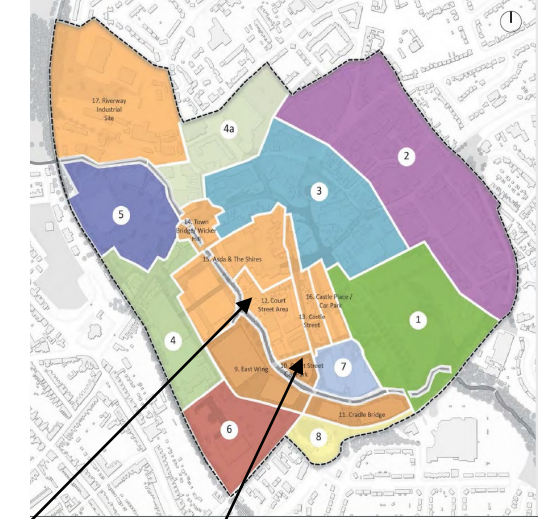 17. Riverway
Industrial
Site
4a
2
3
5
14. Town
Bridge/ Wicker
Hill
15. Asda & The Shires
12. Court
Street Area
16. Castle Place /
Car Park
13. Castle
Street
1
4
9. East Wing
Street
7
11. Cradle Bridge
6
8